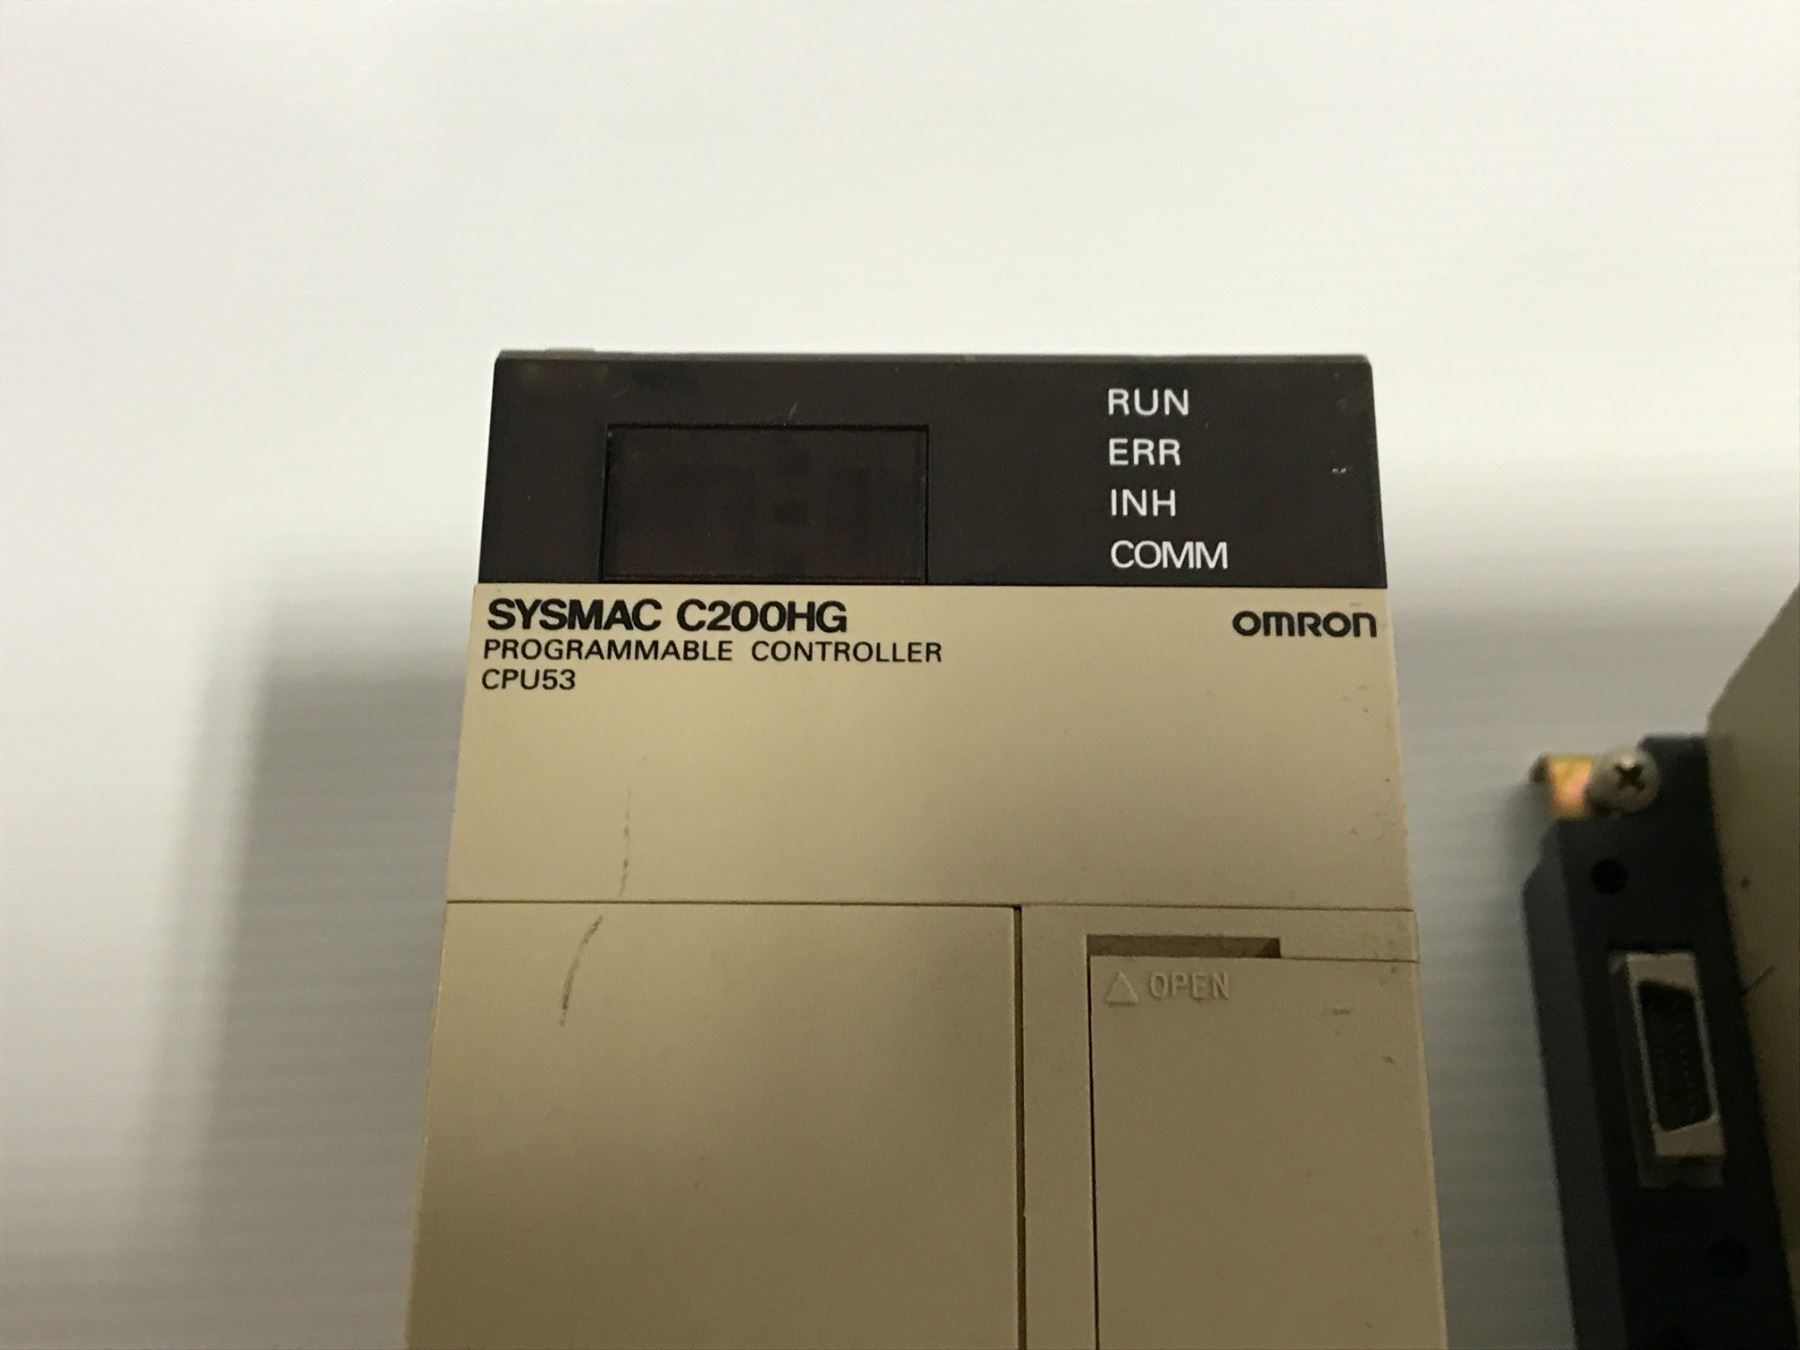 RUN
ERR
INH
COMM
SYSMAC C200HG
OMRON
PROGRAMMABLE CONTROLLER
CPU53
△ OPEN